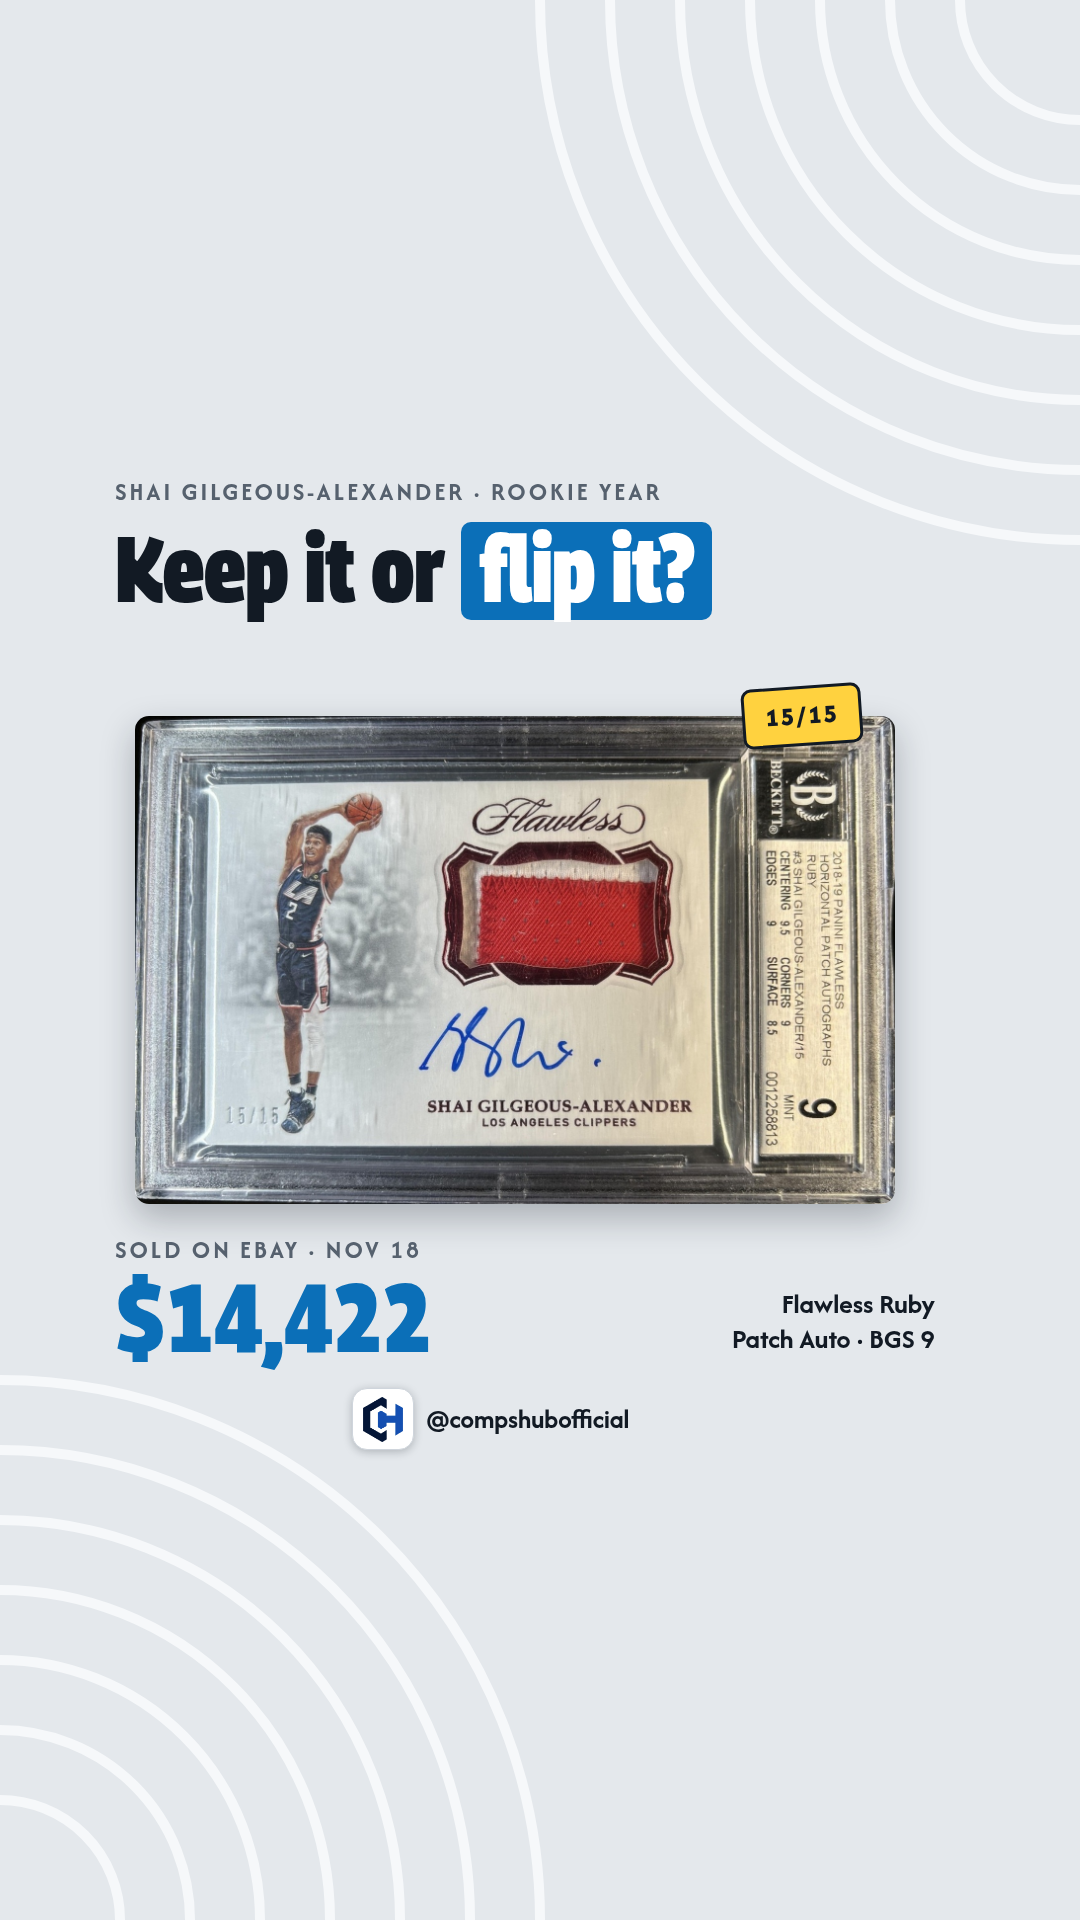 SHAI GILGEOUS-ALEXANDER · ROOKIE YEAR
Keep it or flip it?
15/15
Flawless
LA
2
15/15
SHAI GILGEOUS-ALEXANDER
LOS ANGELES CLIPPERS
BECKETT®
B
2018-19 PANINI FLAWLESS
HORIZONTAL PATCH AUTOGRAPHS
RUBY
#3 SHAI GILGEOUS-ALEXANDER/15
CENTERING 9.5 CORNERS 9
EDGES 9 SURFACE 8.5
9
MINT
0012258813
SOLD ON EBAY · NOV 18
$14,422
Flawless Ruby
Patch Auto · BGS 9
CH
@compshubofficial